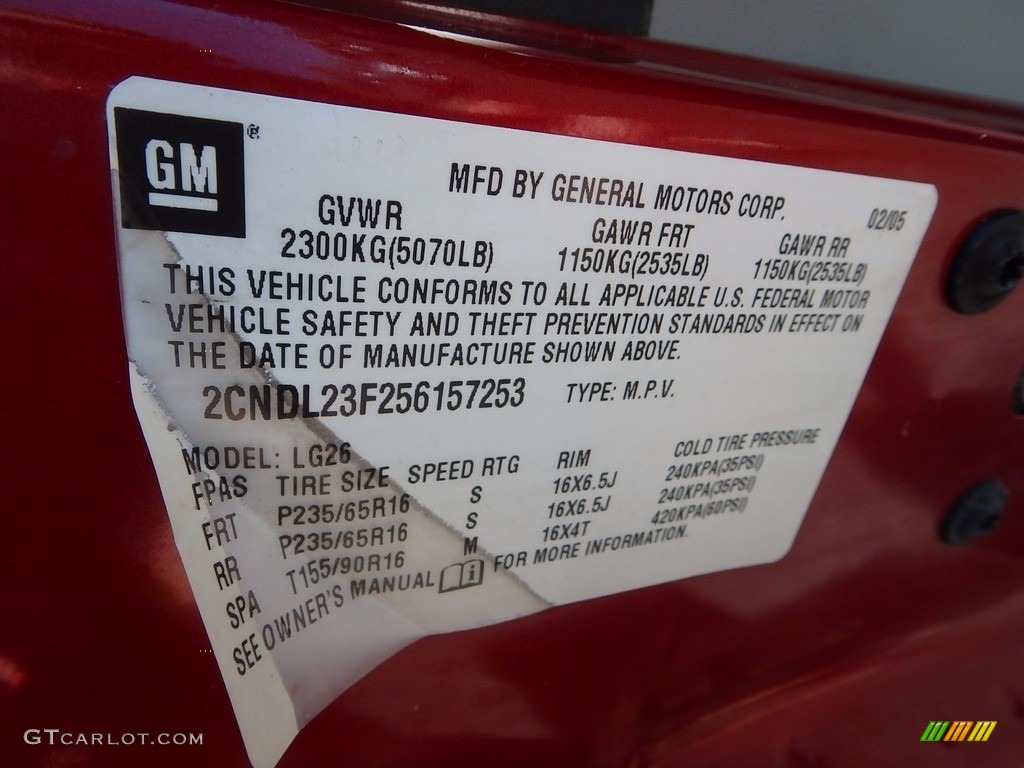 GM ®
MFD BY GENERAL MOTORS CORP. 02/05
GVWR GAWR FRT GAWR RR
2300KG(5070LB) 1150KG(2535LB) 1150KG(2535LB)
THIS VEHICLE CONFORMS TO ALL APPLICABLE U.S. FEDERAL MOTOR
VEHICLE SAFETY AND THEFT PREVENTION STANDARDS IN EFFECT ON
THE DATE OF MANUFACTURE SHOWN ABOVE.
2CNDL23F256157253 TYPE: M.P.V.
MODEL: LG26
FPAS TIRE SIZE SPEED RTG RIM COLD TIRE PRESSURE
FRT P235/65R16 S 16X6.5J 240KPA(35PSI)
RR P235/65R16 S 16X6.5J 240KPA(35PSI)
SPA T155/90R16 M 16X4T 420KPA(60PSI)
SEE OWNER'S MANUAL i FOR MORE INFORMATION.
GTCARLOT.COM